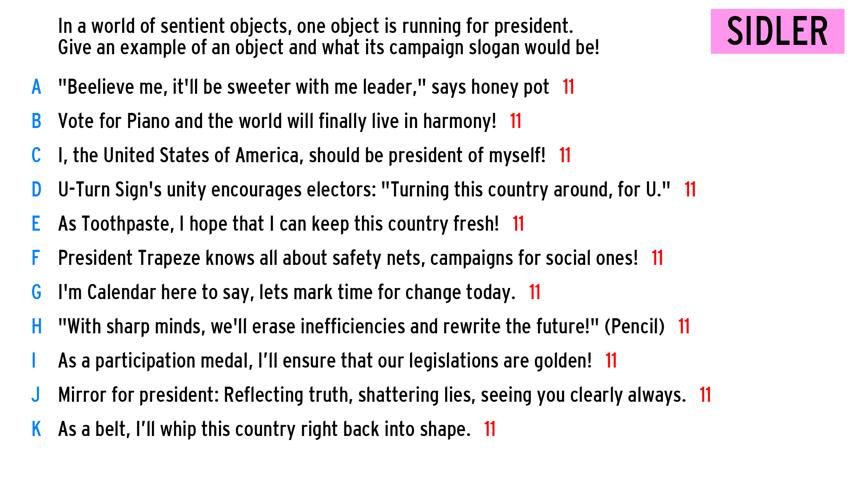 In a world of sentient objects, one object is running for president.
Give an example of an object and what its campaign slogan would be!
SIDLER
A "Beelieve me, it'll be sweeter with me leader," says honey pot 11
B Vote for Piano and the world will finally live in harmony! 11
C I, the United States of America, should be president of myself! 11
D U-Turn Sign's unity encourages electors: "Turning this country around, for U." 11
E As Toothpaste, I hope that I can keep this country fresh! 11
F President Trapeze knows all about safety nets, campaigns for social ones! 11
G I'm Calendar here to say, lets mark time for change today. 11
H "With sharp minds, we'll erase inefficiencies and rewrite the future!" (Pencil) 11
I As a participation medal, I’ll ensure that our legislations are golden! 11
J Mirror for president: Reflecting truth, shattering lies, seeing you clearly always. 11
K As a belt, I’ll whip this country right back into shape. 11